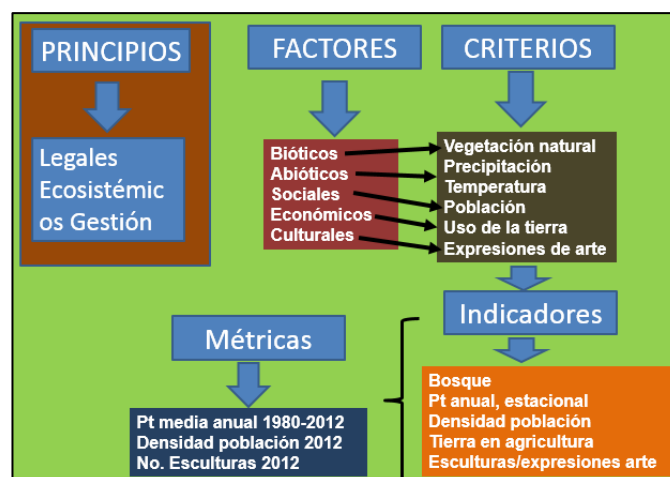 PRINCIPIOS
Legales
Ecosistémic
os Gestión
FACTORES
Bióticos
Abióticos
Sociales
Económicos
Culturales
CRITERIOS
Vegetación natural
Precipitación
Temperatura
Población
Uso de la tierra
Expresiones de arte
Indicadores
Bosque
Pt anual, estacional
Densidad población
Tierra en agricultura
Esculturas/expresiones arte
Métricas
Pt media anual 1980-2012
Densidad población 2012
No. Esculturas 2012